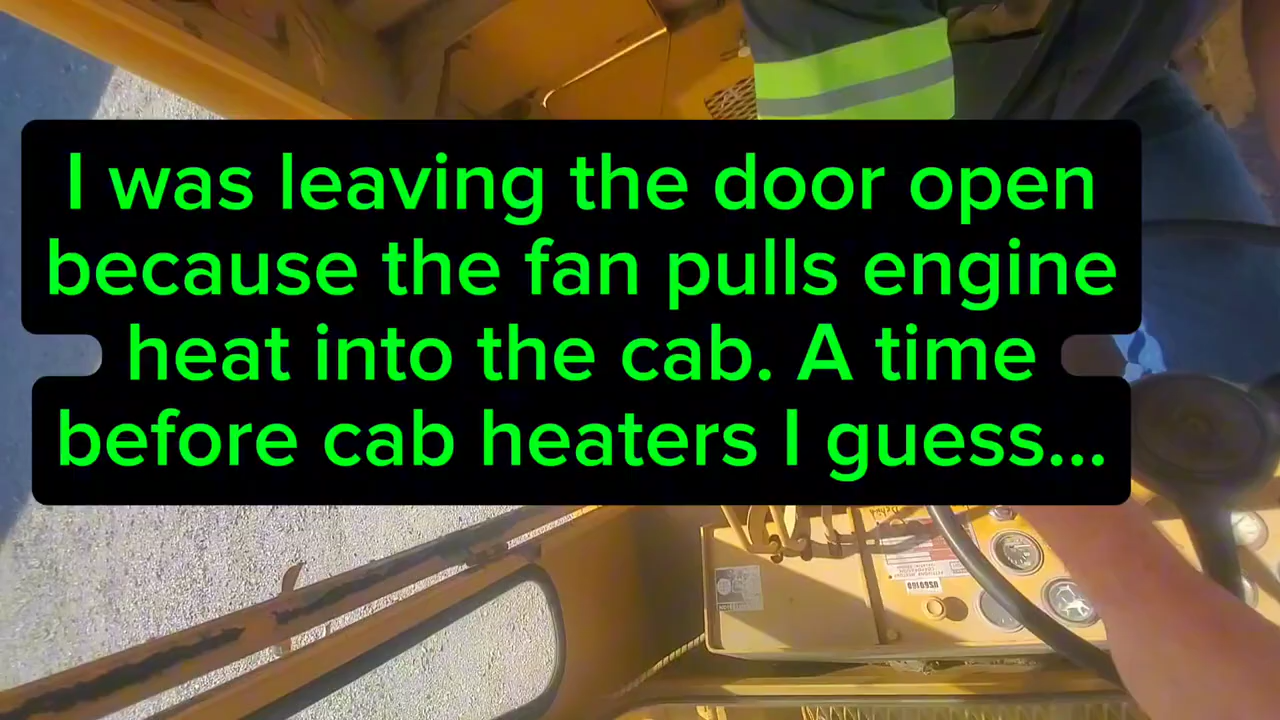 I was leaving the door open
because the fan pulls engine
heat into the cab. A time
before cab heaters I guess...